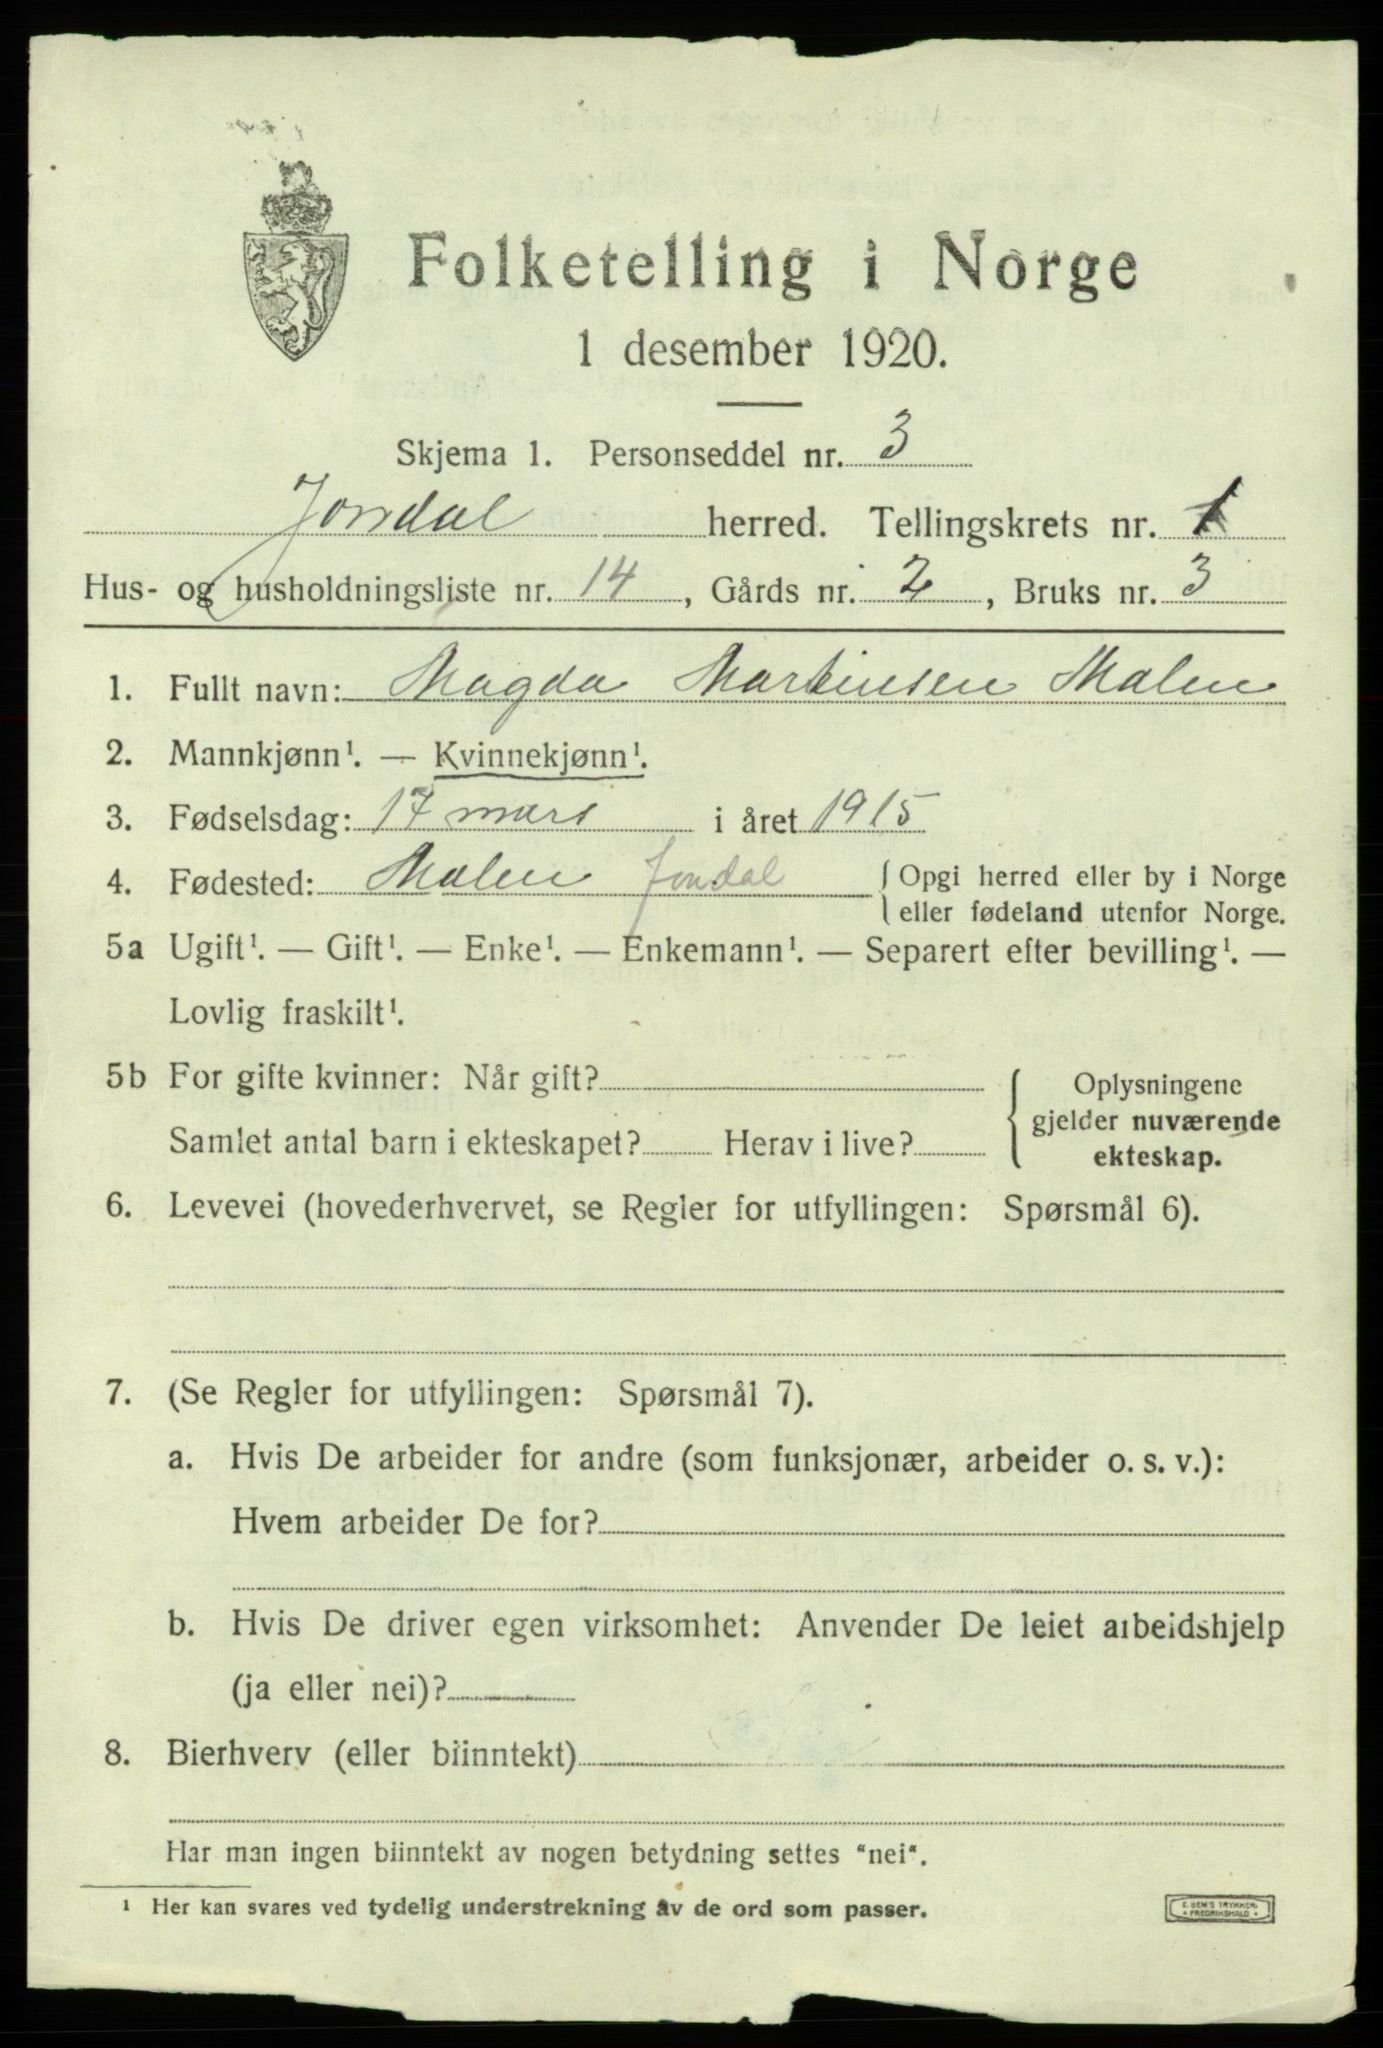 Folketelling i Norge
1 desember 1920.
Skjema 1. Personseddel nr. 3
Jondal herred. Tellingskrets nr. 1
Hus- og husholdningsliste nr. 14, Gårds nr. 2, Bruks nr. 3
1. Fullt navn: Magda Martinsen Malen
2. Mannkjønn¹. — Kvinnekjønn¹.
3. Fødselsdag: 17 mars i året 1915
4. Fødested: Malen Jondal { Opgi herred eller by i Norge
eller fødeland utenfor Norge.
5a Ugift¹. — Gift¹. — Enke¹. — Enkemann¹. — Separert efter bevilling¹. —
Lovlig fraskilt¹.
5b For gifte kvinner: Når gift? { Oplysningene
gjelder nuværende
Samlet antal barn i ekteskapet? Herav i live?
ekteskap.
6. Levevei (hovederhvervet, se Regler for utfyllingen: Spørsmål 6).
7. (Se Regler for utfyllingen: Spørsmål 7).
a. Hvis De arbeider for andre (som funksjonær, arbeider o. s. v.):
Hvem arbeider De for?
b. Hvis De driver egen virksomhet: Anvender De leiet arbeidshjelp
(ja eller nei)?
8. Bierhverv (eller biinntekt)
Har man ingen biinntekt av nogen betydning settes "nei".
¹ Her kan svares ved tydelig understrekning av de ord som passer.
E. SEM'S TRYKKERI
• FREDRIKSHALD •